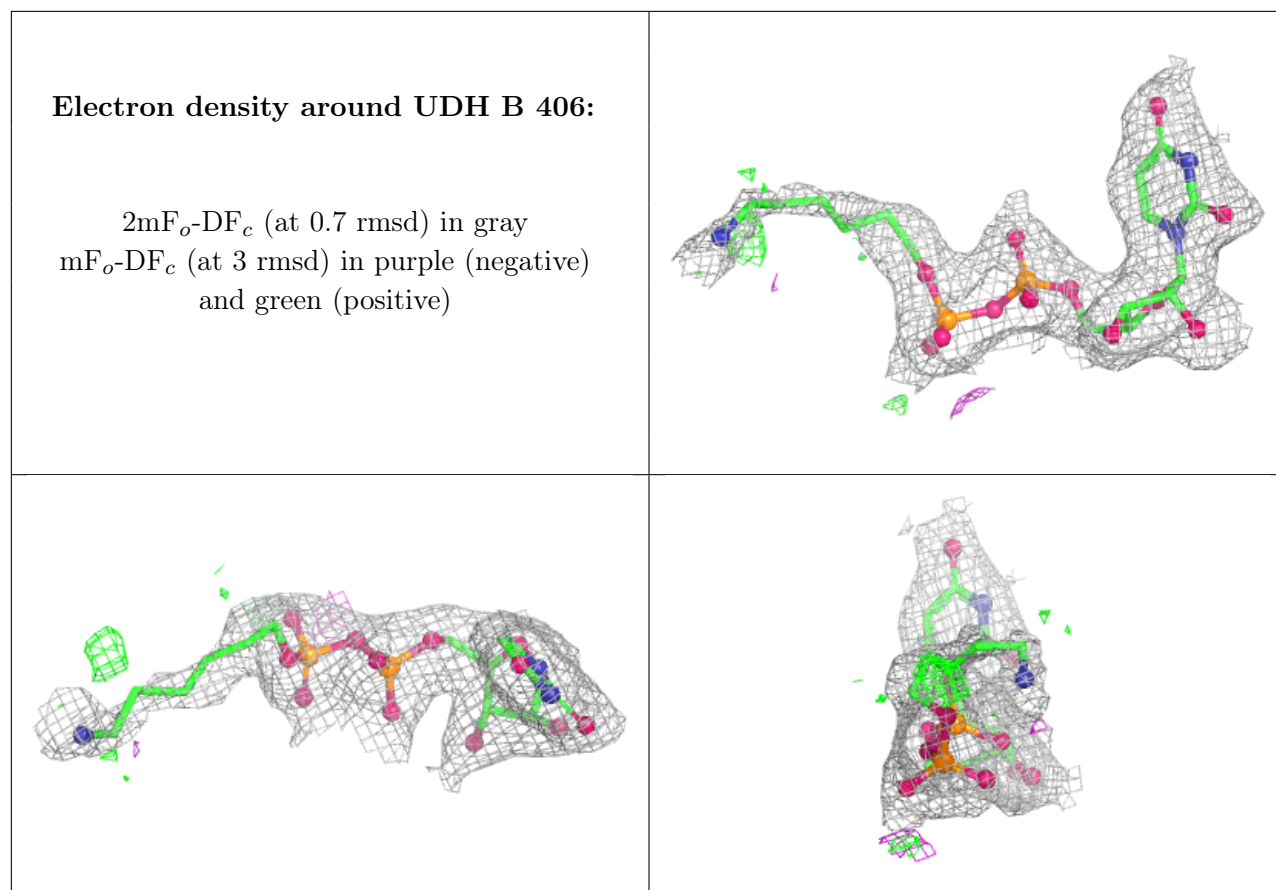 Electron density around UDH B 406:
2mFo-DFc (at 0.7 rmsd) in gray
mFo-DFc (at 3 rmsd) in purple (negative)
and green (positive)